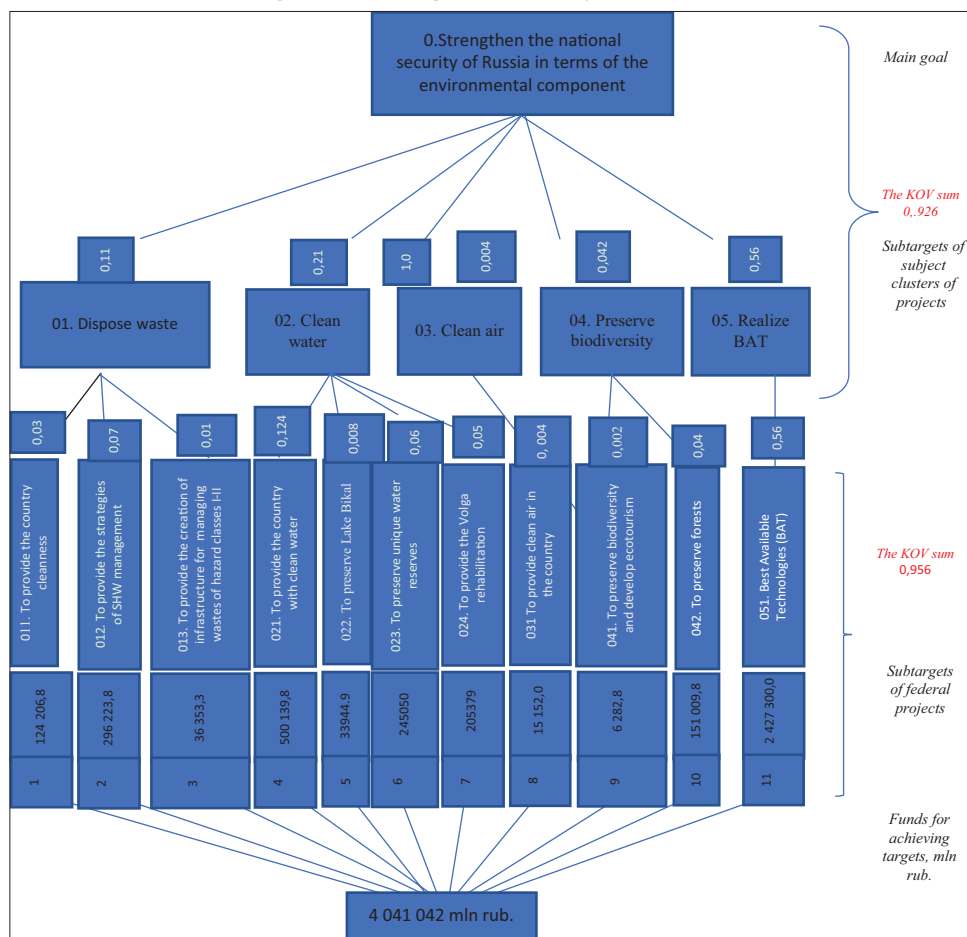 0.Strengthen the national
security of Russia in terms of the
environmental component
Main goal
The KOV sum
0,.926
Subtargets of
subject
clusters of
projects
0,11
0,21
1,0
0,004
0,042
0,56
01. Dispose waste
02. Clean
water
03. Clean air
04. Preserve
biodiversity
05. Realize
BAT
0,03
0,07
0,01
0,124
0,008
0,06
0,05
0,004
0,002
0,04
0,56
011. To provide the country
cleanness
012. To provide the strategies
of SHW management
013. To provide the creation of
infrastructure for managing
wastes of hazard classes I-II
021. To provide the country
with clean water
022. To preserve Lake Bikal
023. To preserve unique water
reserves
024. To provide the Volga
rehabilitation
031 To provide clean air in
the country
041. To preserve biodiversity
and develop ecotourism
042. To preserve forests
051. Best Available
Technologies (BAT)
The KOV sum
0,956
Subtargets
of federal
projects
124 206,8
296 223,8
36 353,3
500 139,8
33944.9
245050
205379
15 152,0
6 282,8
151 009,8
2 427 300,0
1
2
3
4
5
6
7
8
9
10
11
Funds for
achieving
targets, mln
rub.
4 041 042 mln rub.